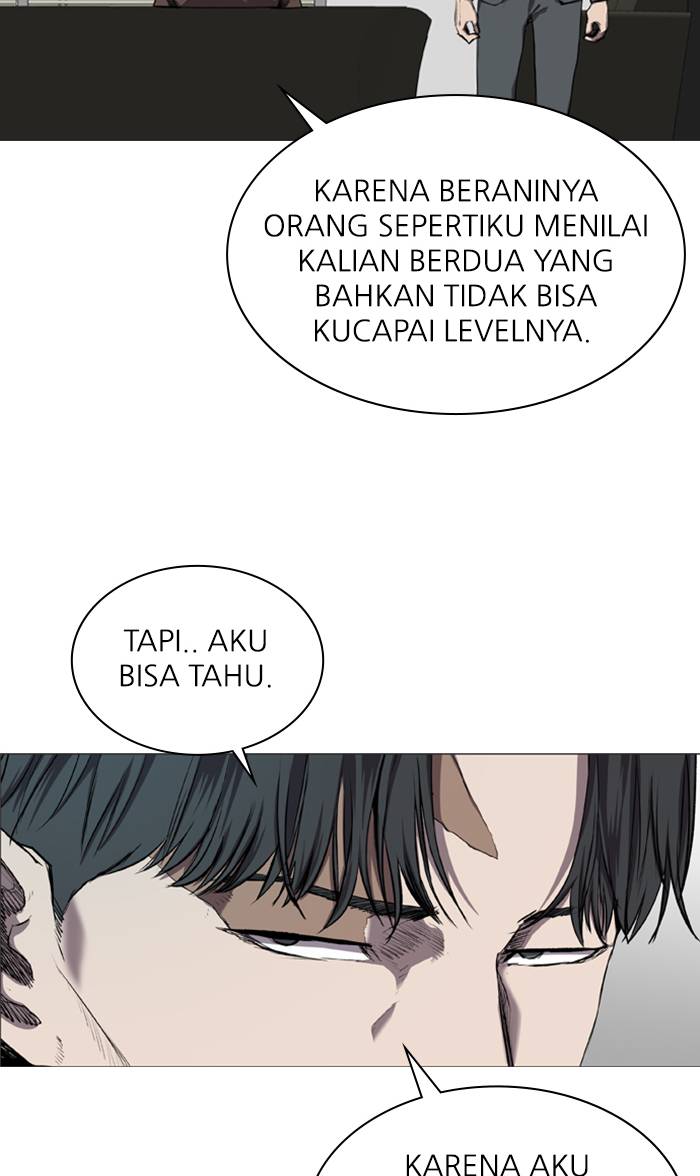 KARENA BERANINYA
ORANG SEPERTIKU MENILAI
KALIAN BERDUA YANG
BAHKAN TIDAK BISA
KUCAPAI LEVELNYA.
TAPI.. AKU
BISA TAHU.
KARENA AKU